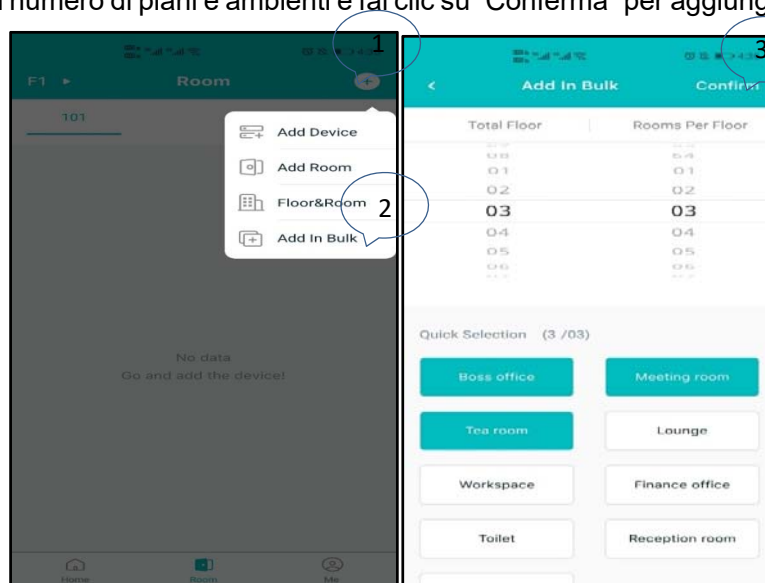 numero di piani e ambienti e fai clic su "Conferma" per
1
F1 ▸ Room
101
Add Device
Add Room
Floor&Room
2
Add In Bulk
No data
Go and add the device!
Home Room Me
3
< Add In Bulk Confirm
Total Floor Rooms Per Floor
01 01
02 02
03 03
04 04
05 05
06 06
Quick Selection (3 /03)
Boss office Meeting room
Tea room Lounge
Workspace Finance office
Toilet Reception room